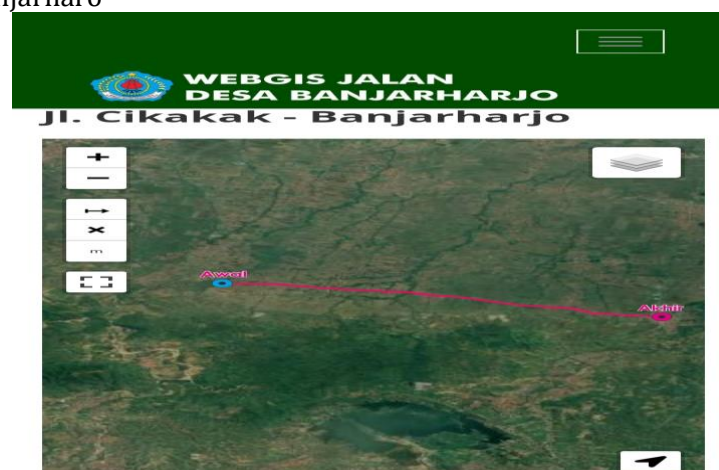 WEBGIS JALAN
DESA BANJARHARJO
Jl. Cikakak - Banjarharjo
+
−
m
Awal
Akhir